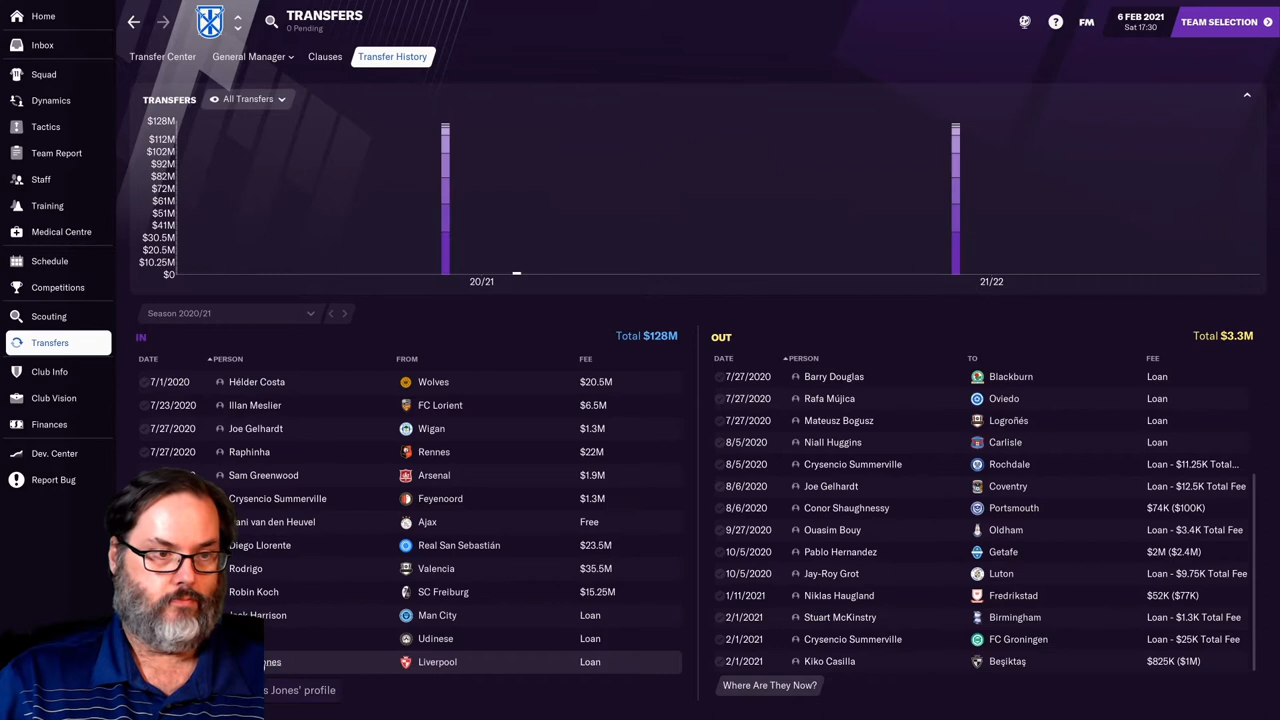 Home
TRANSFERS
0 Pending
FM
6 FEB 2021
Sat 17:30
TEAM SELECTION
Inbox
Transfer Center
General Manager
Clauses
Transfer History
Squad
Dynamics
Tactics
Team Report
Staff
Training
Medical Centre
Schedule
Competitions
Scouting
Transfers
Club Info
Club Vision
Finances
Dev. Center
Report Bug
TRANSFERS
All Transfers
$128M
$112M
$102M
$92M
$82M
$72M
$61M
$51M
$41M
$30.5M
$20.5M
$10.25M
$0
20/21
21/22
Season 2020/21
IN
Total $128M
DATE PERSON FROM FEE
7/1/2020 Hélder Costa Wolves $20.5M
7/23/2020 Illan Meslier FC Lorient $6.5M
7/27/2020 Joe Gelhardt Wigan $1.3M
7/27/2020 Raphinha Rennes $22M
Sam Greenwood Arsenal $1.9M
Crysencio Summerville Feyenoord $1.3M
van den Heuvel Ajax Free
Diego Llorente Real San Sebastián $23.5M
Rodrigo Valencia $35.5M
Robin Koch SC Freiburg $15.25M
Harrison Man City Loan
Udinese Loan
Liverpool Loan
Jones' profile
OUT
Total $3.3M
DATE PERSON TO FEE
7/27/2020 Barry Douglas Blackburn Loan
7/27/2020 Rafa Mújica Oviedo Loan
7/27/2020 Mateusz Bogusz Logroñés Loan
8/5/2020 Niall Huggins Carlisle Loan
8/5/2020 Crysencio Summerville Rochdale Loan - $11.25K Total...
8/6/2020 Joe Gelhardt Coventry Loan - $12.5K Total Fee
8/6/2020 Conor Shaughnessy Portsmouth $74K ($100K)
9/27/2020 Ouasim Bouy Oldham Loan - $3.4K Total Fee
10/5/2020 Pablo Hernandez Getafe $2M ($2.4M)
10/5/2020 Jay-Roy Grot Luton Loan - $9.75K Total Fee
1/11/2021 Niklas Haugland Fredrikstad $52K ($77K)
2/1/2021 Stuart McKinstry Birmingham Loan - $1.3K Total Fee
2/1/2021 Crysencio Summerville FC Groningen Loan - $25K Total Fee
2/1/2021 Kiko Casilla Beşiktaş $825K ($1M)
Where Are They Now?